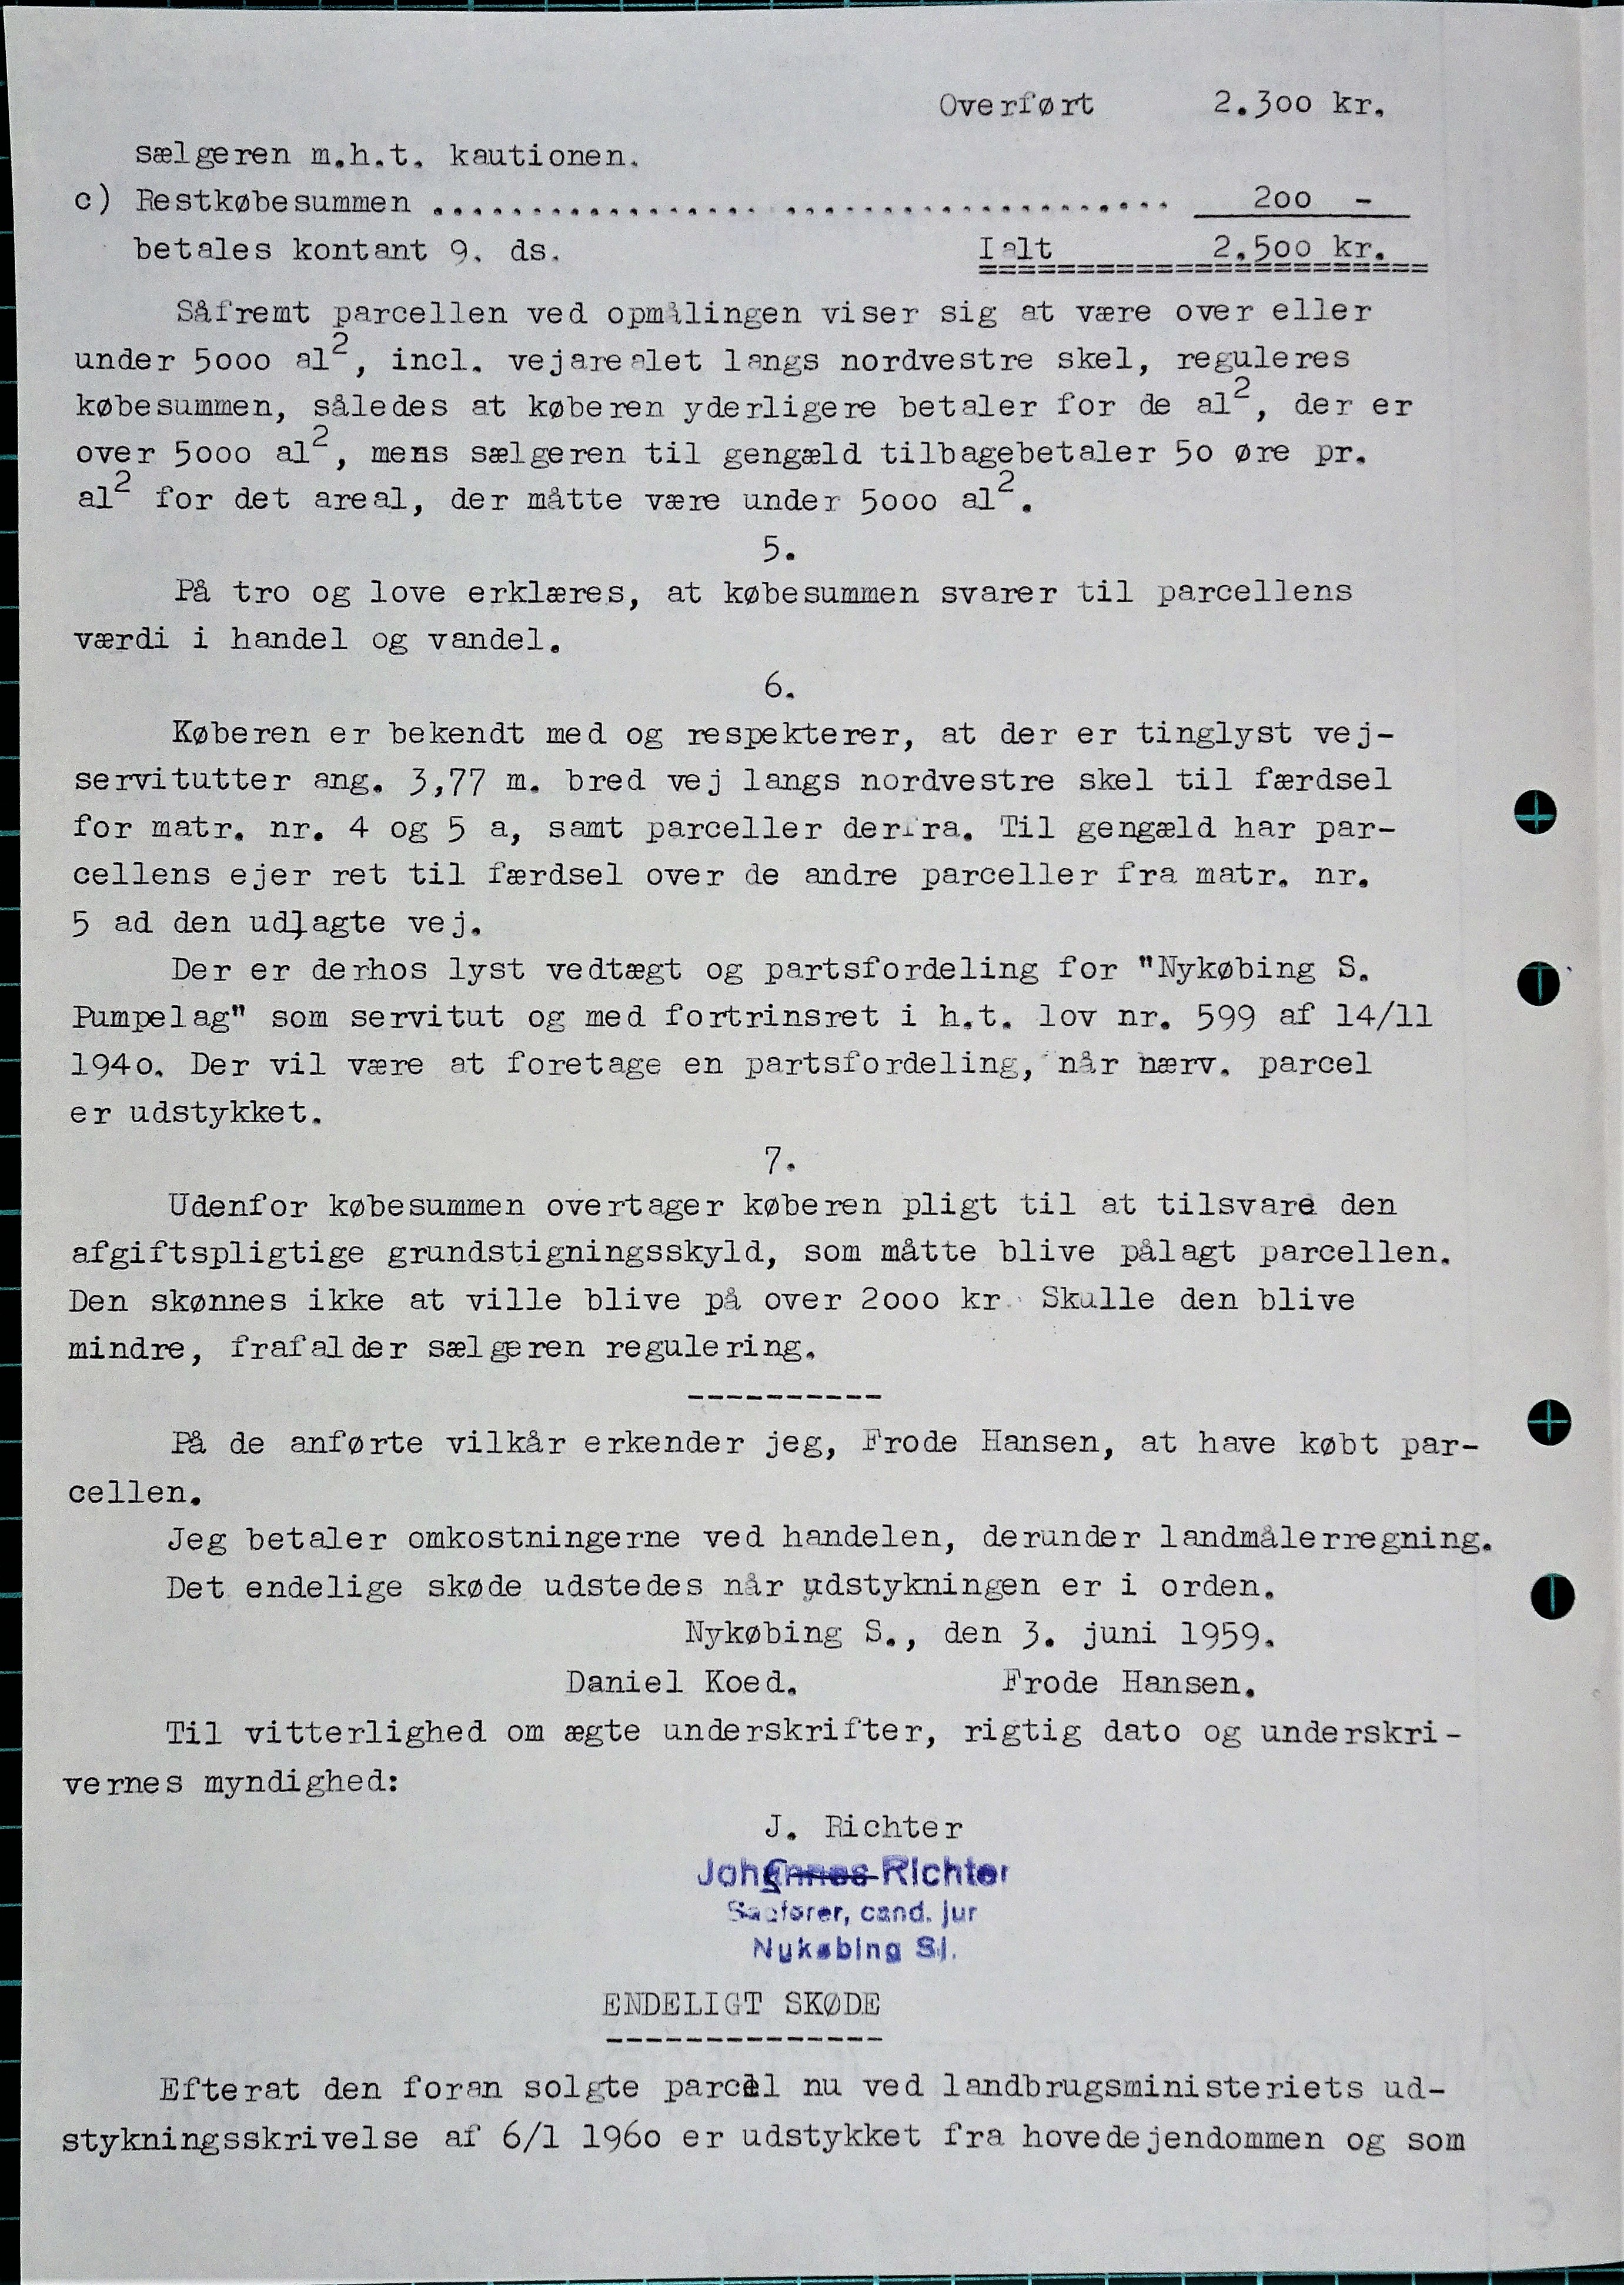 Overført 2.300 kr.
sælgeren m.h.t. kautionen.
c) Restkøbesummen ..................................... 200 -
betales kontant 9. ds. Ialt 2.500 kr.
=======================
Såfremt parcellen ved opmålingen viser sig at være over eller
under 5000 al², incl. vejarealet langs nordvestre skel, reguleres
købesummen, således at køberen yderligere betaler for de al², der er
over 5000 al², mens sælgeren til gengæld tilbagebetaler 50 øre pr.
al² for det areal, der måtte være under 5000 al².
5.
På tro og love erklæres, at købesummen svarer til parcellens
værdi i handel og vandel.
6.
Køberen er bekendt med og respekterer, at der er tinglyst vej-
servitutter ang. 3,77 m. bred vej langs nordvestre skel til færdsel
for matr. nr. 4 og 5 a, samt parceller derfra. Til gengæld har par-
cellens ejer ret til færdsel over de andre parceller fra matr. nr.
5 ad den udlagte vej.
Der er derhos lyst vedtægt og partsfordeling for "Nykøbing S.
Pumpelag" som servitut og med fortrinsret i h.t. lov nr. 599 af 14/11
1940. Der vil være at foretage en partsfordeling, når nærv. parcel
er udstykket.
7.
Udenfor købesummen overtager køberen pligt til at tilsvare den
afgiftspligtige grundstigningsskyld, som måtte blive pålagt parcellen.
Den skønnes ikke at ville blive på over 2000 kr. Skulle den blive
mindre, frafalder sælgeren regulering.
----------
På de anførte vilkår erkender jeg, Frode Hansen, at have købt par-
cellen.
Jeg betaler omkostningerne ved handelen, derunder landmålerregning.
Det endelige skøde udstedes når udstykningen er i orden.
Nykøbing S., den 3. juni 1959.
Daniel Koed. Frode Hansen.
Til vitterlighed om ægte underskrifter, rigtig dato og underskri-
vernes myndighed:
J. Richter
Johannes Richter
Sagfører, cand. jur
Nykøbing Sj.
ENDELIGT SKØDE
--------------
Efterat den foran solgte parcel nu ved landbrugsministeriets ud-
stykningsskrivelse af 6/1 1960 er udstykket fra hovedejendommen og som